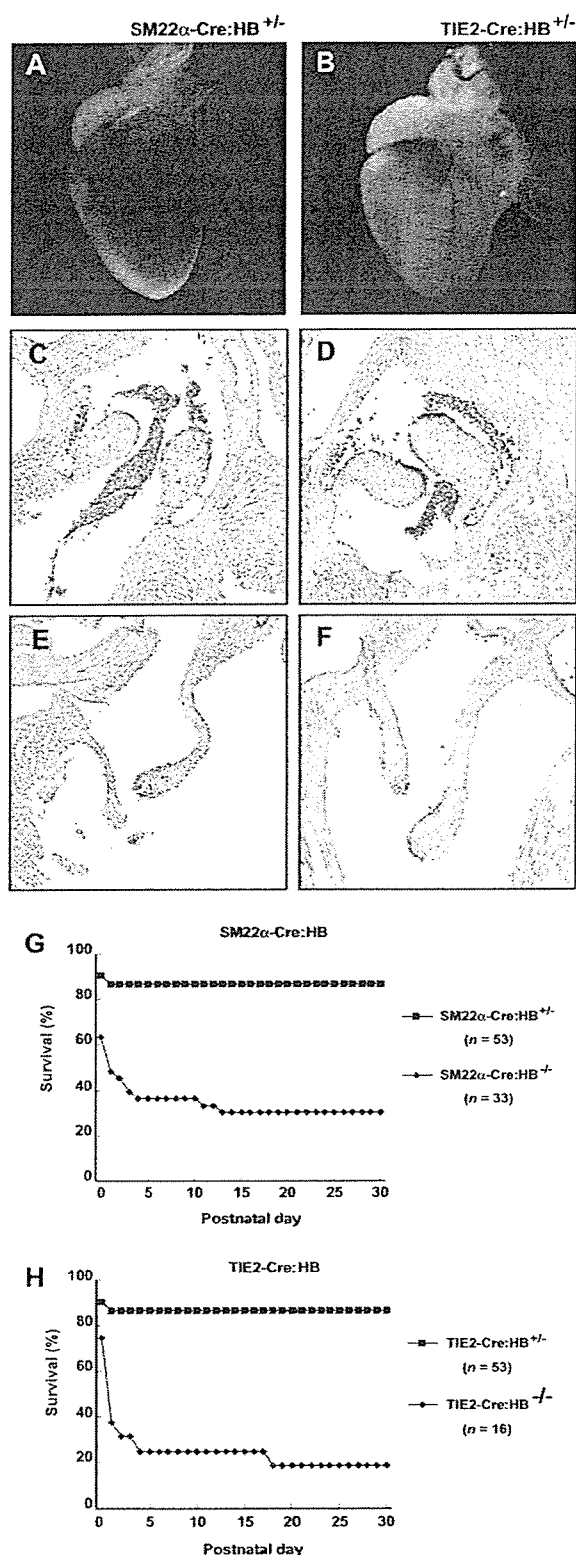 SM22α-Cre:HB+/-
TIE2-Cre:HB+/-
A
B
C
D
E
F
G
SM22α-Cre:HB
100
80
60
40
20
0
Survival (%)
0 5 10 15 20 25 30
Postnatal day
SM22α-Cre:HB+/-
(n = 53)
SM22α-Cre:HB-/-
(n = 33)
H
TIE2-Cre:HB
100
80
60
40
20
0
Survival (%)
0 5 10 15 20 25 30
Postnatal day
TIE2-Cre:HB+/-
(n = 53)
TIE2-Cre:HB-/-
(n = 16)